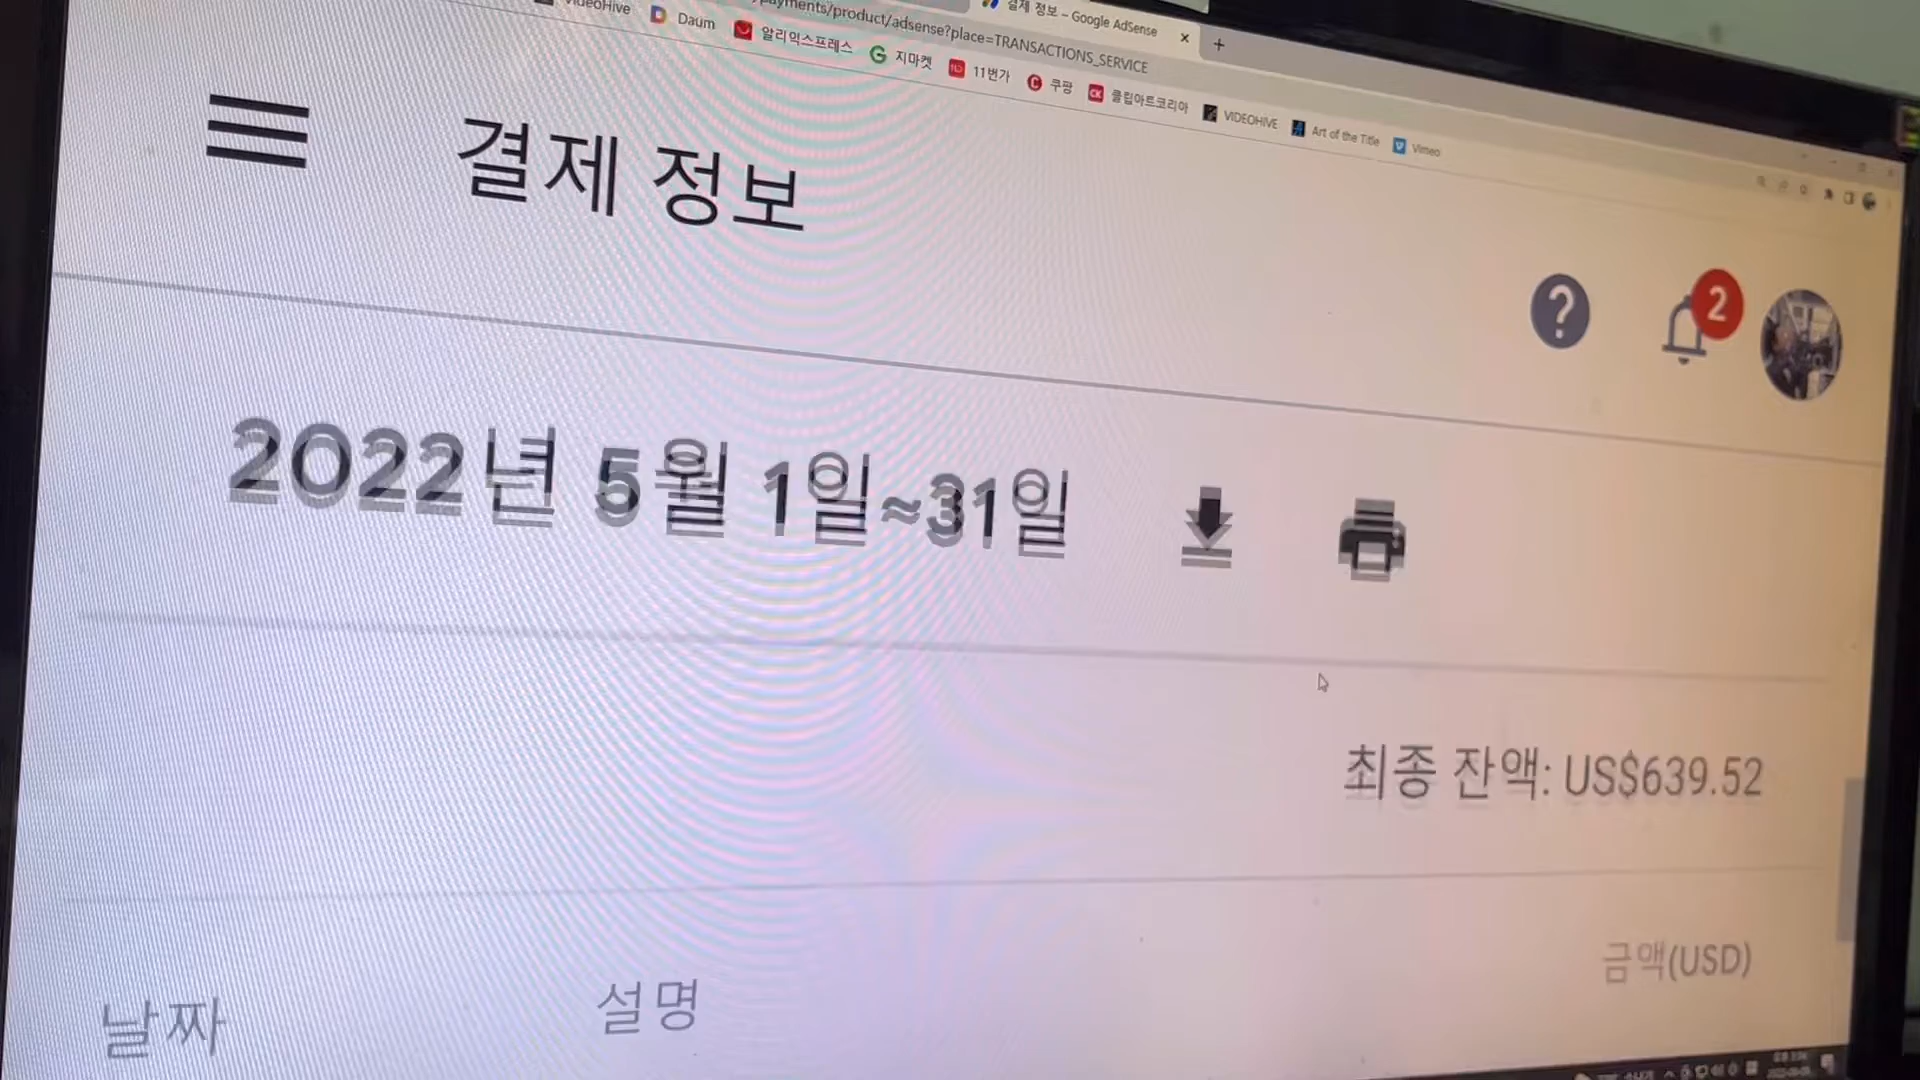 결제 정보 – Google AdSense
payments/product/adsense?place=TRANSACTIONS_SERVICE
VideoHive Daum 알리익스프레스 지마켓 11번가 쿠팡 클립아트코리아 VIDEOHIVE Art of the Title Vimeo
결제 정보
2
2022년 5월 1일~31일
최종 잔액: US$639.52
날짜 설명 금액(USD)